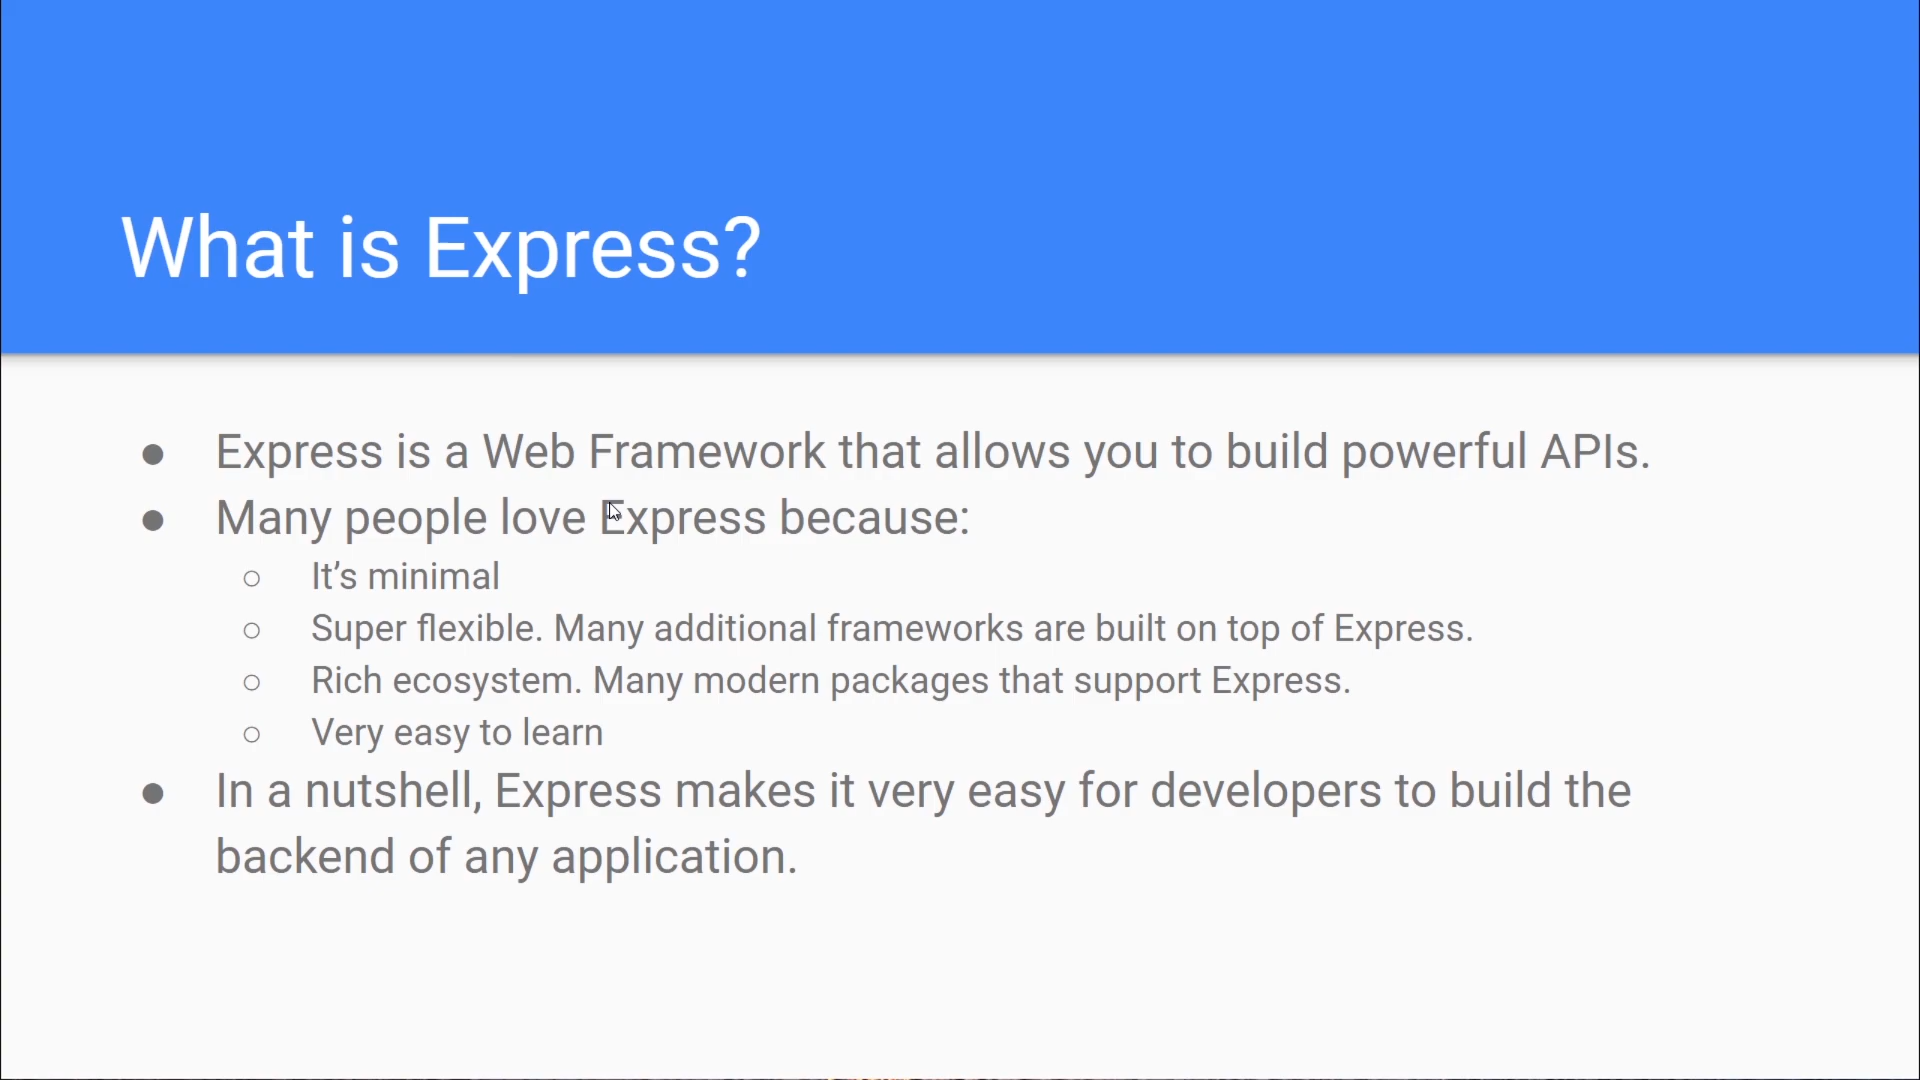 What is Express?
● Express is a Web Framework that allows you to build powerful APIs.
● Many people love Express because:
○ It’s minimal
○ Super flexible. Many additional frameworks are built on top of Express.
○ Rich ecosystem. Many modern packages that support Express.
○ Very easy to learn
● In a nutshell, Express makes it very easy for developers to build the
backend of any application.